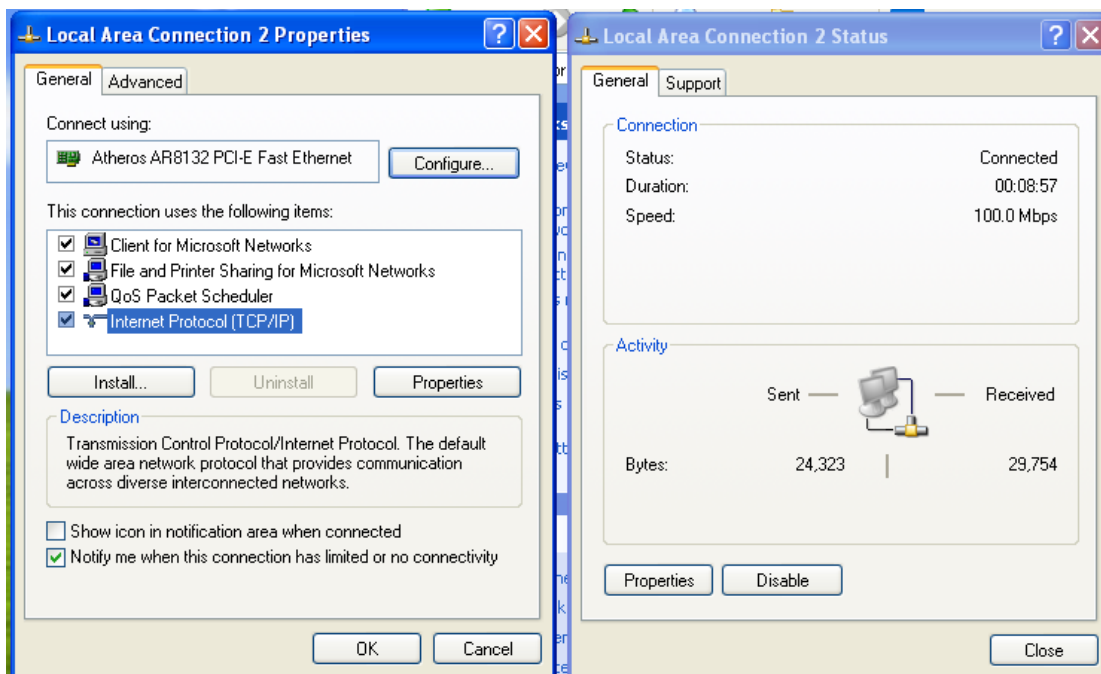 Local Area Connection 2 Properties
General Advanced
Connect using:
Atheros AR8132 PCI-E Fast Ethernet
Configure...
This connection uses the following items:
Client for Microsoft Networks
File and Printer Sharing for Microsoft Networks
QoS Packet Scheduler
Internet Protocol (TCP/IP)
Install... Uninstall Properties
Description
Transmission Control Protocol/Internet Protocol. The default
wide area network protocol that provides communication
across diverse interconnected networks.
Show icon in notification area when connected
Notify me when this connection has limited or no connectivity
OK Cancel
Local Area Connection 2 Status
General Support
Connection
Status: Connected
Duration: 00:08:57
Speed: 100.0 Mbps
Activity
Sent Received
Bytes: 24,323 29,754
Properties Disable
Close